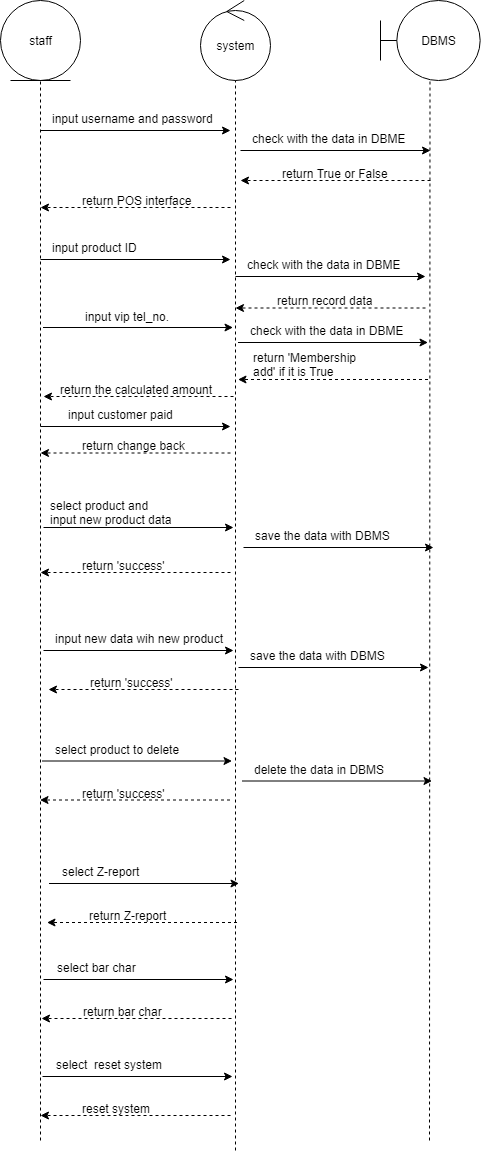 staff
system
DBMS
input username and password
check with the data in DBME
return True or False
return POS interface
input product ID
check with the data in DBME
return record data
input vip tel_no.
check with the data in DBME
return 'Membership
add' if it is True
return the calculated amount
input customer paid
return change back
select product and
input new product data
save the data with DBMS
return 'success'
input new data wih new product
save the data with DBMS
return 'success'
select product to delete
delete the data in DBMS
return 'success'
select Z-report
return Z-report
select bar char
return bar char
select  reset system
reset system